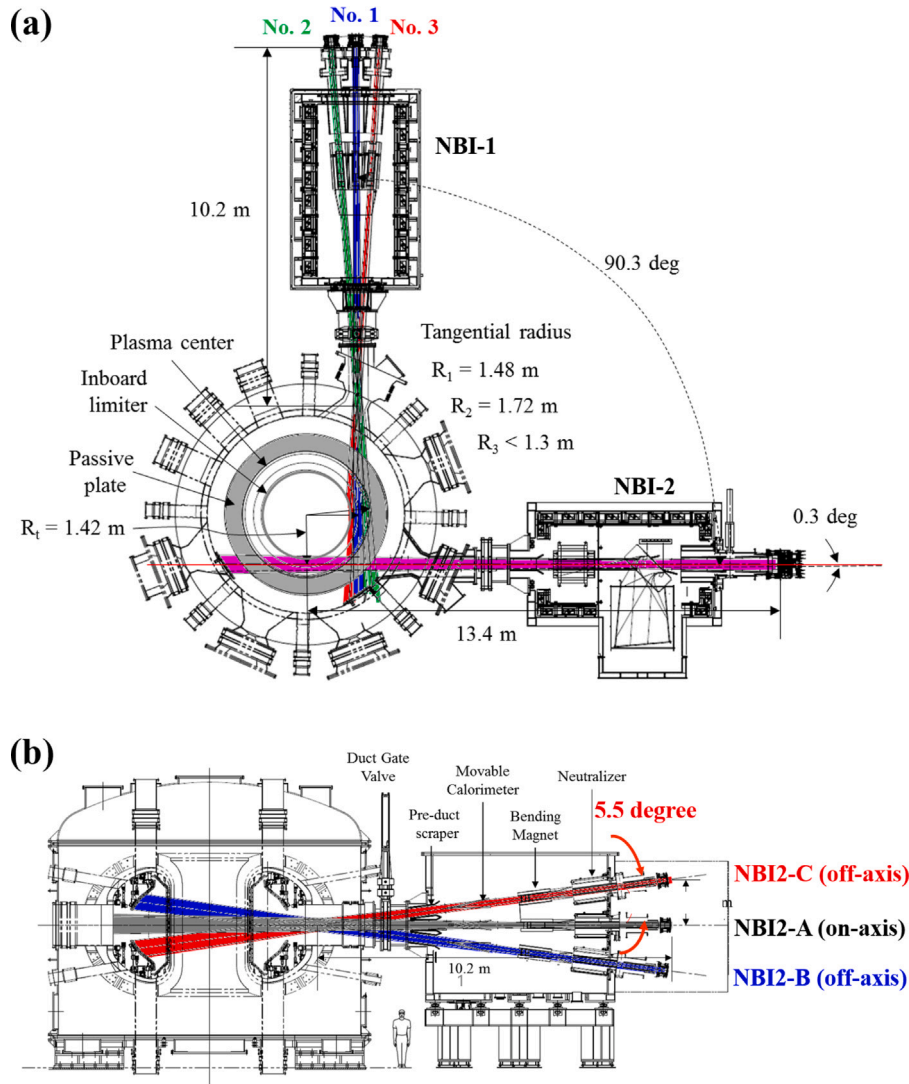 (a)
No. 1
No. 2
No. 3
NBI-1
10.2 m
90.3 deg
Plasma center
Tangential radius
Inboard
limiter
R1 = 1.48 m
R2 = 1.72 m
R3 < 1.3 m
Passive
plate
NBI-2
Rt = 1.42 m
0.3 deg
13.4 m
(b)
Duct Gate
Valve
Movable
Calorimeter
Neutralizer
Pre-duct
scraper
Bending
Magnet
5.5 degree
NBI2-C (off-axis)
m
NBI2-A (on-axis)
10.2 m
NBI2-B (off-axis)